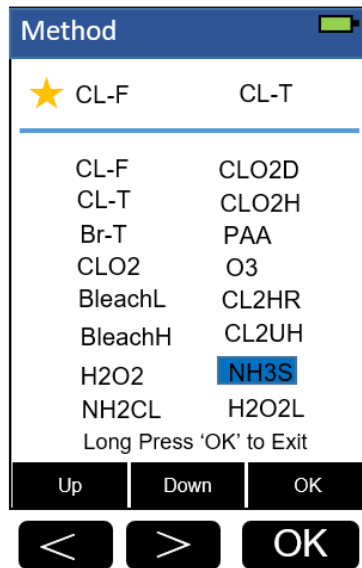 Method
CL-F CL-T
CL-F CLO2D
CL-T CLO2H
Br-T PAA
CLO2 O3
BleachL CL2HR
BleachH CL2UH
H2O2 NH3S
NH2CL H2O2L
Long Press 'OK' to Exit
Up Down OK
< > OK